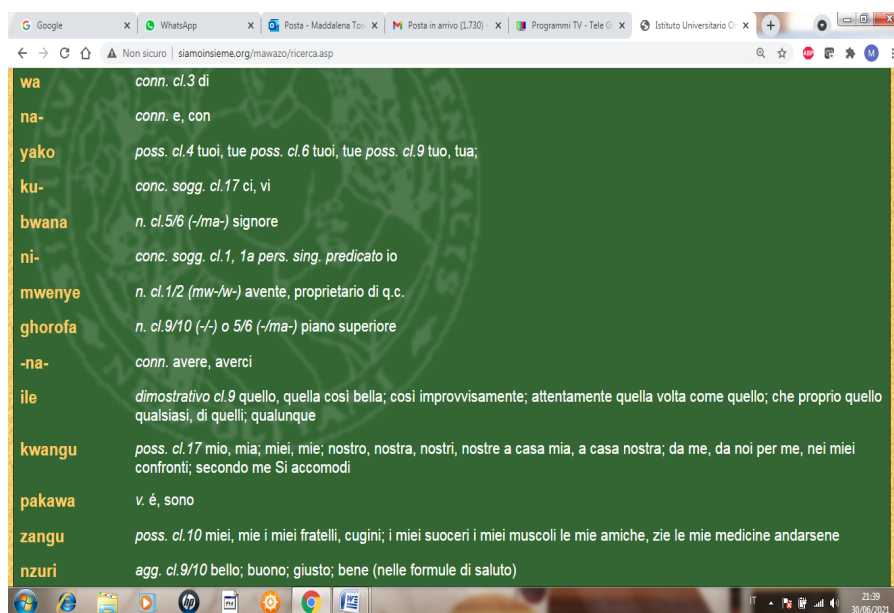 Google
WhatsApp
Posta - Maddalena Tos
Posta in arrivo (1.730) -
Programmi TV - Tele G
Istituto Universitario O
Non sicuro | siamoinsieme.org/mawazo/ricerca.asp
wa conn. cl.3 di
na- conn. e, con
yako poss. cl.4 tuoi, tue poss. cl.6 tuoi, tue poss. cl.9 tuo, tua;
ku- conc. sogg. cl.17 ci, vi
bwana n. cl.5/6 (-/ma-) signore
ni- conc. sogg. cl.1, 1a pers. sing. predicato io
mwenye n. cl.1/2 (mw-/w-) avente, proprietario di q.c.
ghorofa n. cl.9/10 (-/-) o 5/6 (-/ma-) piano superiore
-na- conn. avere, averci
ile dimostrativo cl.9 quello, quella così bella; così improvvisamente; attentamente quella volta come quello; che proprio quello
qualsiasi, di quelli; qualunque
kwangu poss. cl.17 mio, mia; miei, mie; nostro, nostra, nostri, nostre a casa mia, a casa nostra; da me, da noi per me, nei miei
confronti; secondo me Si accomodi
pakawa v. é, sono
zangu poss. cl.10 miei, mie i miei fratelli, cugini; i miei suoceri i miei muscoli le mie amiche, zie le mie medicine andarsene
nzuri agg. cl.9/10 bello; buono; giusto; bene (nelle formule di saluto)
IT
21:39